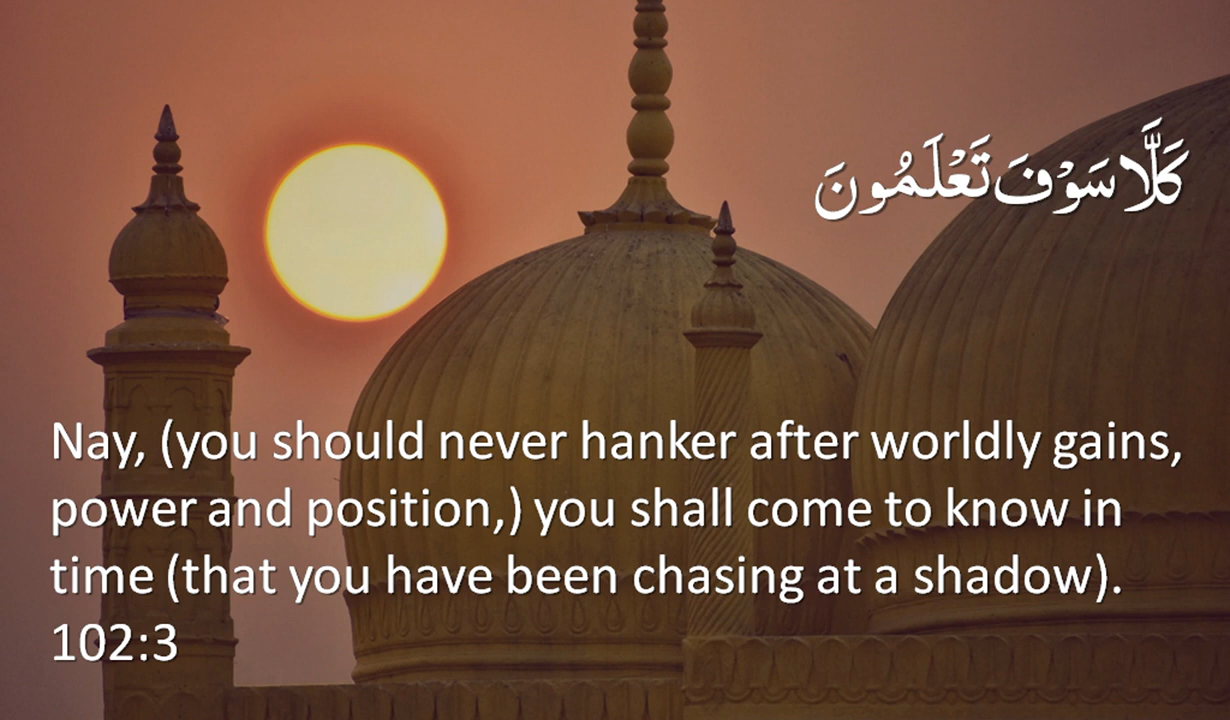 كَلَّا سَوْفَ تَعْلَمُونَ
Nay, (you should never hanker after worldly gains,
power and position,) you shall come to know in
time (that you have been chasing at a shadow).
102:3